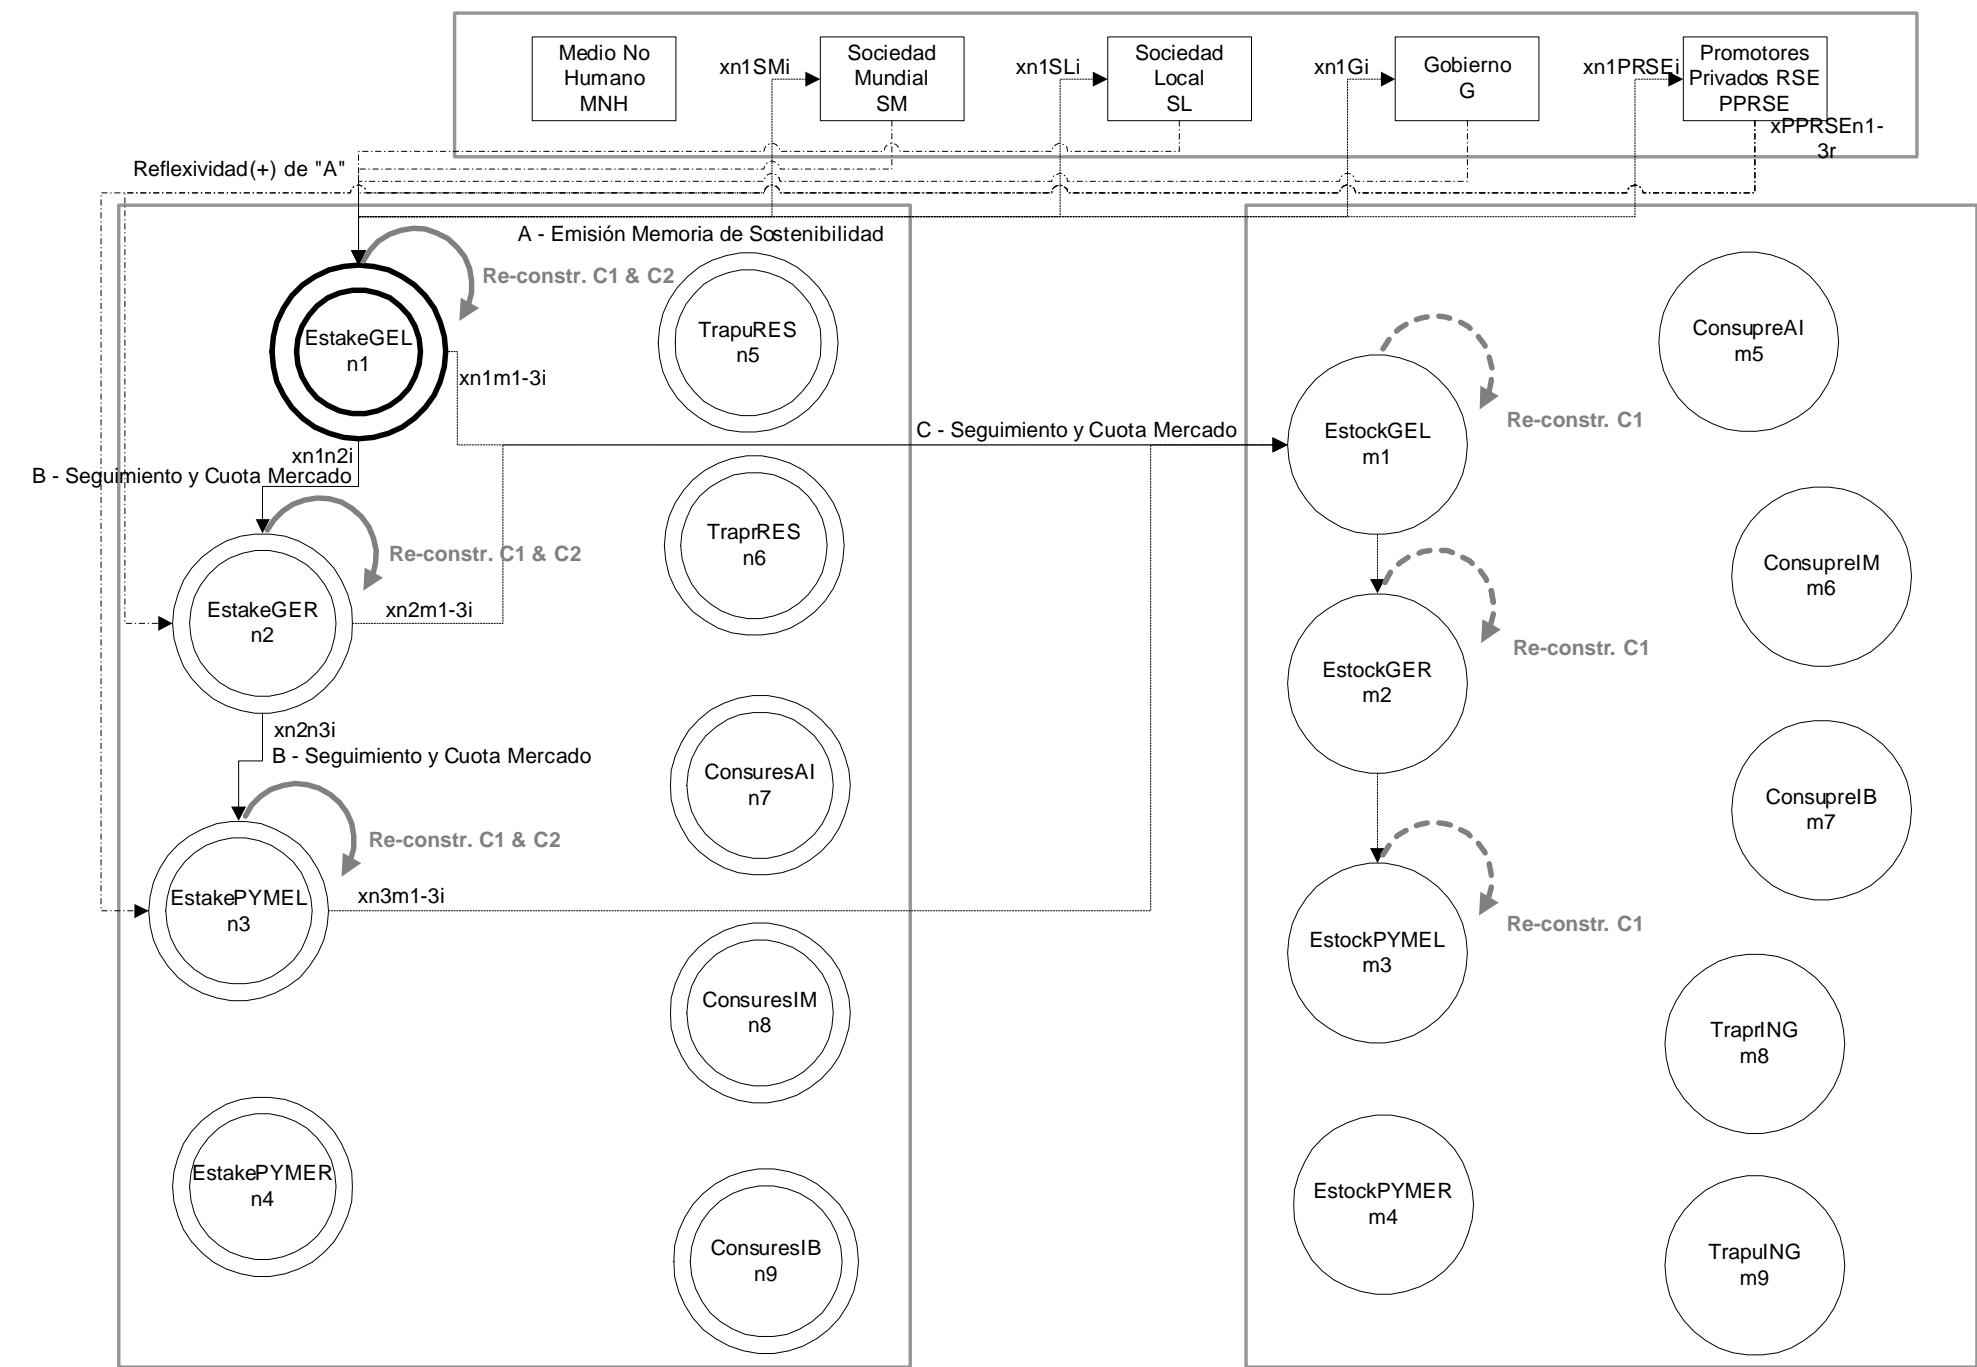 Medio No
Humano
MNH
xn1SMi
Sociedad
Mundial
SM
xn1SLi
Sociedad
Local
SL
xn1Gi
Gobierno
G
xn1PRSEi
Promotores
Privados RSE
PPRSE
xPPRSEn1-
3r
Reflexividad(+) de "A"
A - Emisión Memoria de Sostenibilidad
Re-constr. C1 & C2
EstakeGEL
n1
xn1m1-3i
TrapuRES
n5
xn1n2i
B - Seguimiento y Cuota Mercado
C - Seguimiento y Cuota Mercado
Re-constr. C1 & C2
TraprRES
n6
EstakeGER
n2
xn2m1-3i
xn2n3i
B - Seguimiento y Cuota Mercado
ConsuresAI
n7
Re-constr. C1 & C2
EstakePYMEL
n3
xn3m1-3i
ConsuresIM
n8
EstakePYMER
n4
ConsuresIB
n9
EstockGEL
m1
Re-constr. C1
ConsupreAI
m5
EstockGER
m2
Re-constr. C1
ConsupreIM
m6
ConsupreIB
m7
EstockPYMEL
m3
Re-constr. C1
TraprING
m8
EstockPYMER
m4
TrapuING
m9